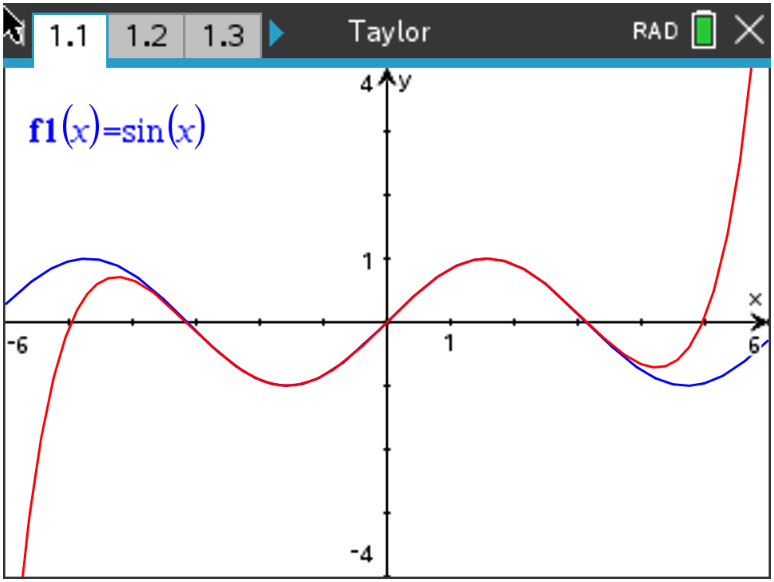 1.1 1.2 1.3 Taylor RAD
4 y
f1(x)=sin(x)
1
x
-6 1 6
-4